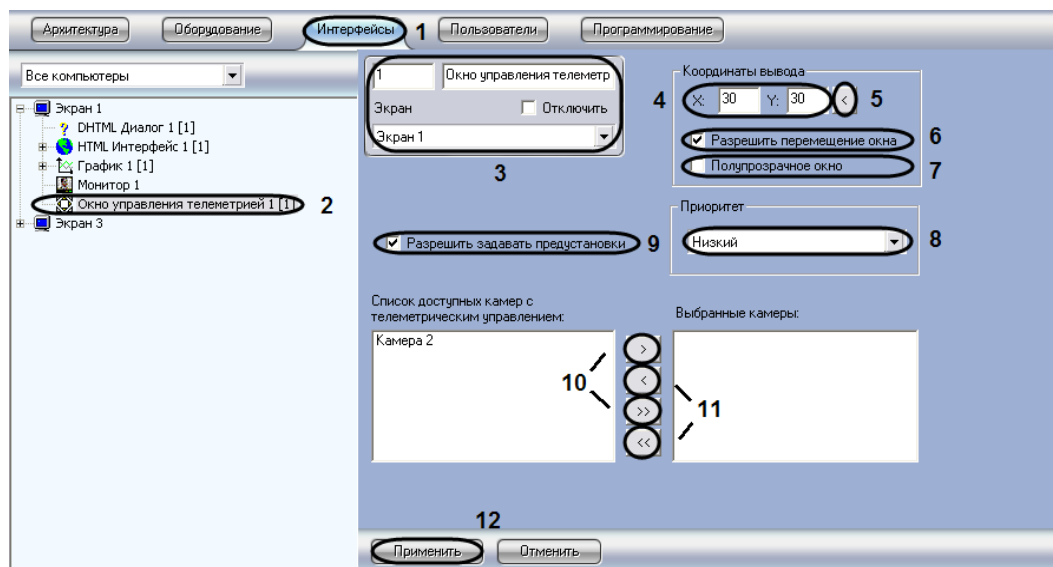 Архитектура Оборудование Интерфейсы 1 Пользователи Программирование
Все компьютеры
Экран 1
? DHTML Диалог 1 [1]
HTML Интерфейс 1 [1]
График 1 [1]
Монитор 1
Окно управления телеметрией 1 [1] 2
Экран 3
1 Окно управления телеметр
Экран Отключить
Экран 1
3
Координаты вывода
4 X: 30 Y: 30 < 5
Разрешить перемещение окна 6
Полупрозрачное окно 7
Приоритет
Низкий 8
Разрешить задавать предустановки 9
Список доступных камер с
телеметрическим управлением:
Камера 2
10
>
<
>>
<<
11
Выбранные камеры:
12
Применить Отменить